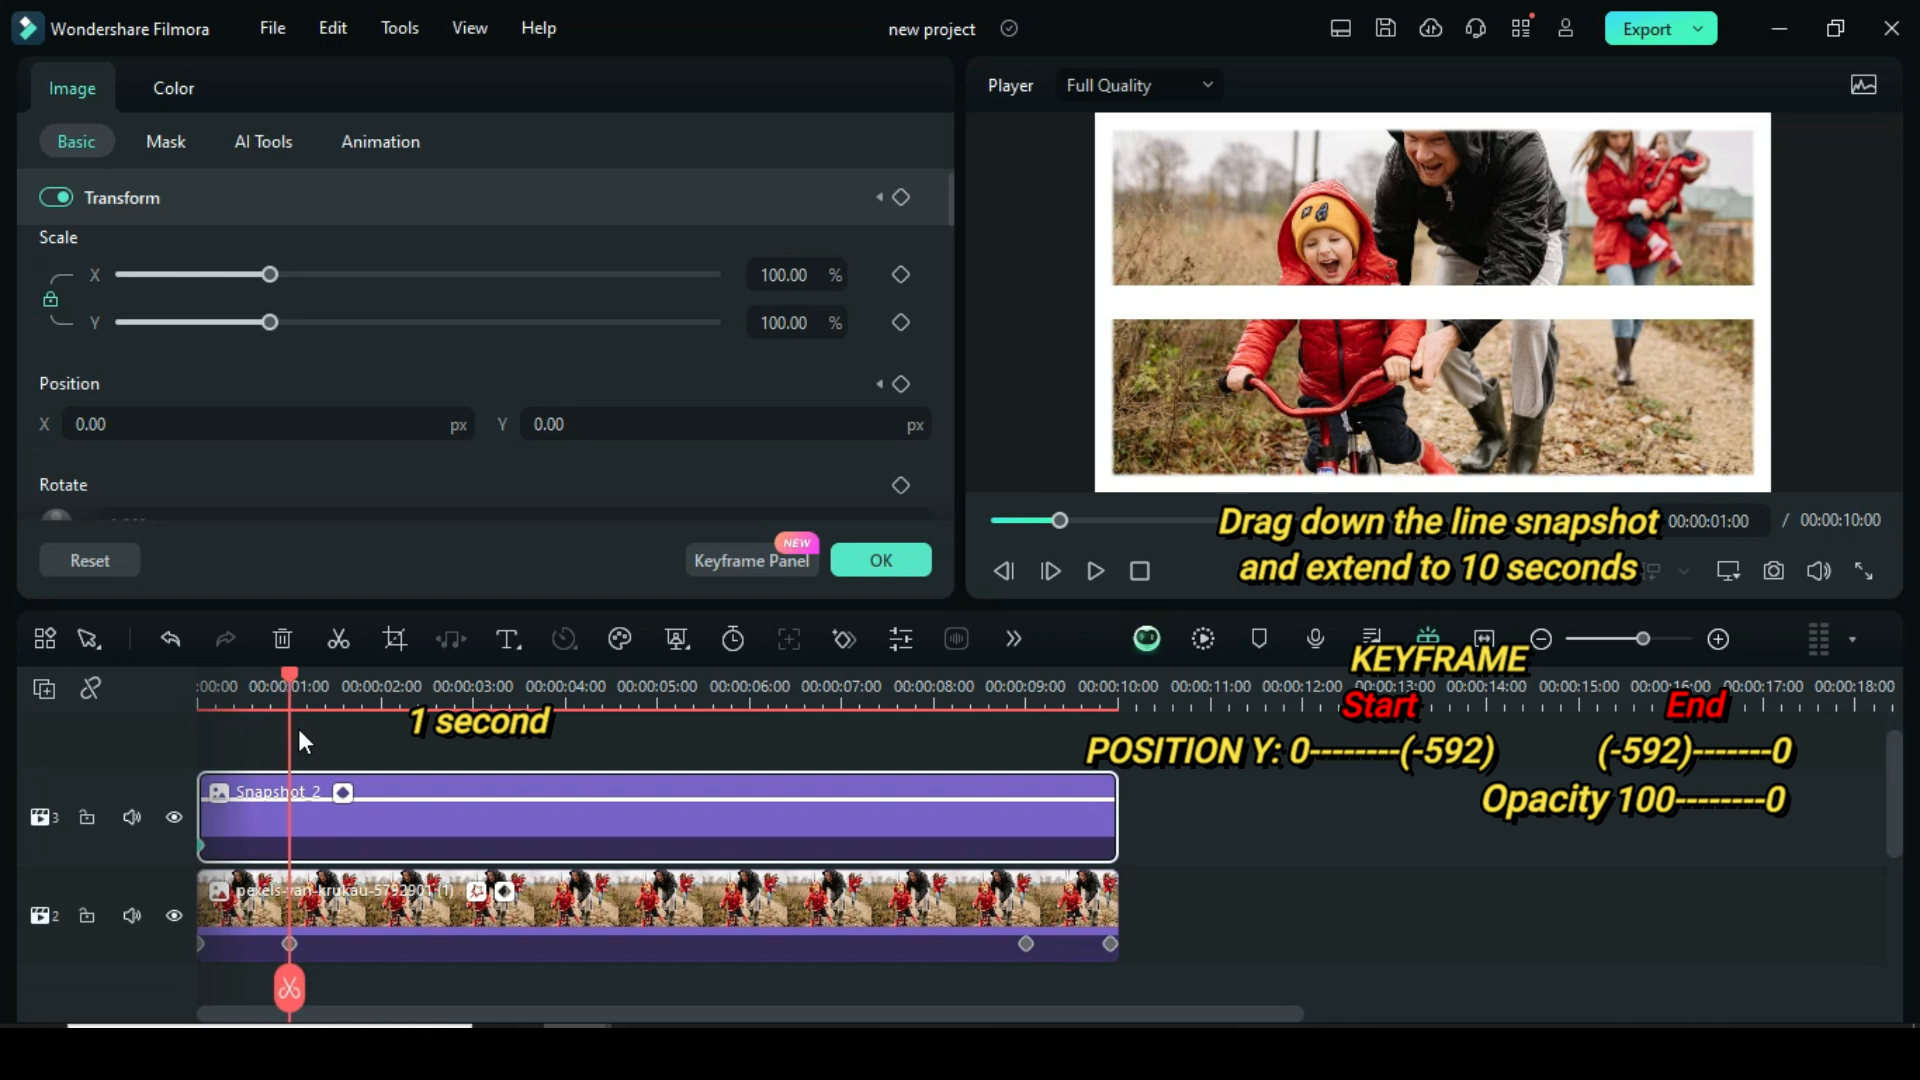 Wondershare Filmora
File
Edit
Tools
View
Help
new project
Export
Image
Color
Player
Full Quality
Basic
Mask
AI Tools
Animation
Transform
Scale
X
100.00 %
Y
100.00 %
Position
X 0.00 px
Y 0.00 px
Rotate
Reset
NEW
Keyframe Panel
OK
Drag down the line snapshot
and extend to 10 seconds
00:00:01:00 / 00:00:10:00
:00:00 00:00:01:00 00:00:02:00 00:00:03:00 00:00:04:00 00:00:05:00 00:00:06:00 00:00:07:00 00:00:08:00 00:00:09:00 00:00:10:00 00:00:11:00 00:00:12:00 00:00:13:00 00:00:14:00 00:00:15:00 00:00:16:00 00:00:17:00 00:00:18:00
KEYFRAME
Start
End
1 second
POSITION Y: 0--------(-592)
(-592)-------0
Opacity 100--------0
Snapshot_2
3
pexels-van-krukau-5792901 (1)
2